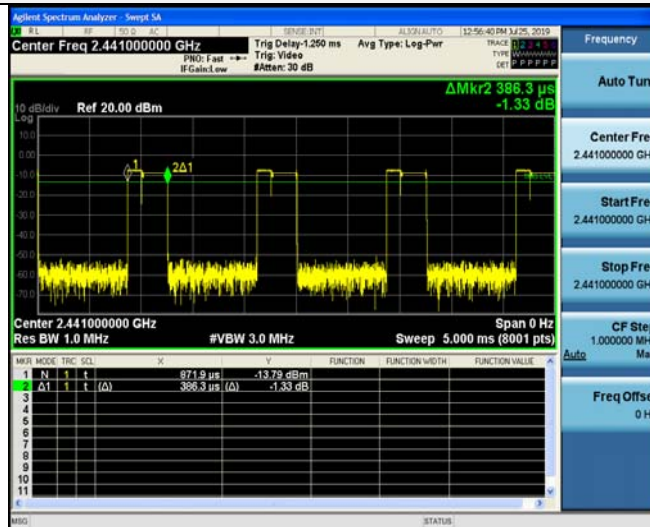 Agilent Spectrum Analyzer - Swept SA
RL RF 50 Ω AC SENSE:INT ALIGN AUTO 12:56:40 PM Jul 25, 2019
Center Freq 2.441000000 GHz
PNO: Fast
IFGain:Low
Trig Delay-1.250 ms
Trig: Video
#Atten: 30 dB
Avg Type: Log-Pwr
TRACE 1 2 3 4 5 6
TYPE
DET P P P P P P
ΔMkr2 386.3 µs
-1.33 dB
10 dB/div Ref 20.00 dBm
Log
10.0
0.00
-10.0
-20.0
-30.0
-40.0
-50.0
-60.0
-70.0
1
2Δ1
Center 2.441000000 GHz Span 0 Hz
Res BW 1.0 MHz #VBW 3.0 MHz Sweep 5.000 ms (8001 pts)
MKR MODE TRC SCL X Y FUNCTION FUNCTION WIDTH FUNCTION VALUE
1 N 1 t 871.9 µs -13.79 dBm
2 Δ1 1 t (Δ) 386.3 µs (Δ) -1.33 dB
3
4
5
6
7
8
9
10
11
MSG STATUS
Frequency
Auto Tun
Center Fre
2.441000000 GH
Start Fre
2.441000000 GH
Stop Fre
2.441000000 GH
CF Ste
1.000000 MH
Auto Ma
Freq Offse
0 H